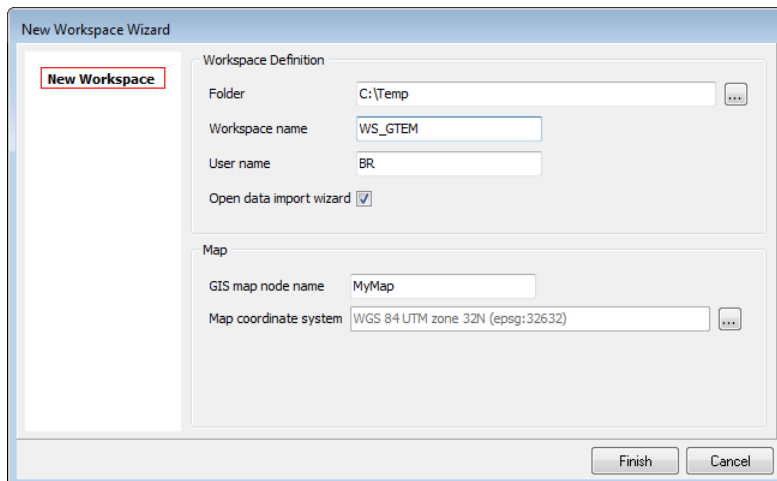 New Workspace Wizard
New Workspace
Workspace Definition
Folder C:\Temp ...
Workspace name WS_GTEM
User name BR
Open data import wizard
Map
GIS map node name MyMap
Map coordinate system WGS 84 UTM zone 32N (epsg:32632) ...
Finish Cancel